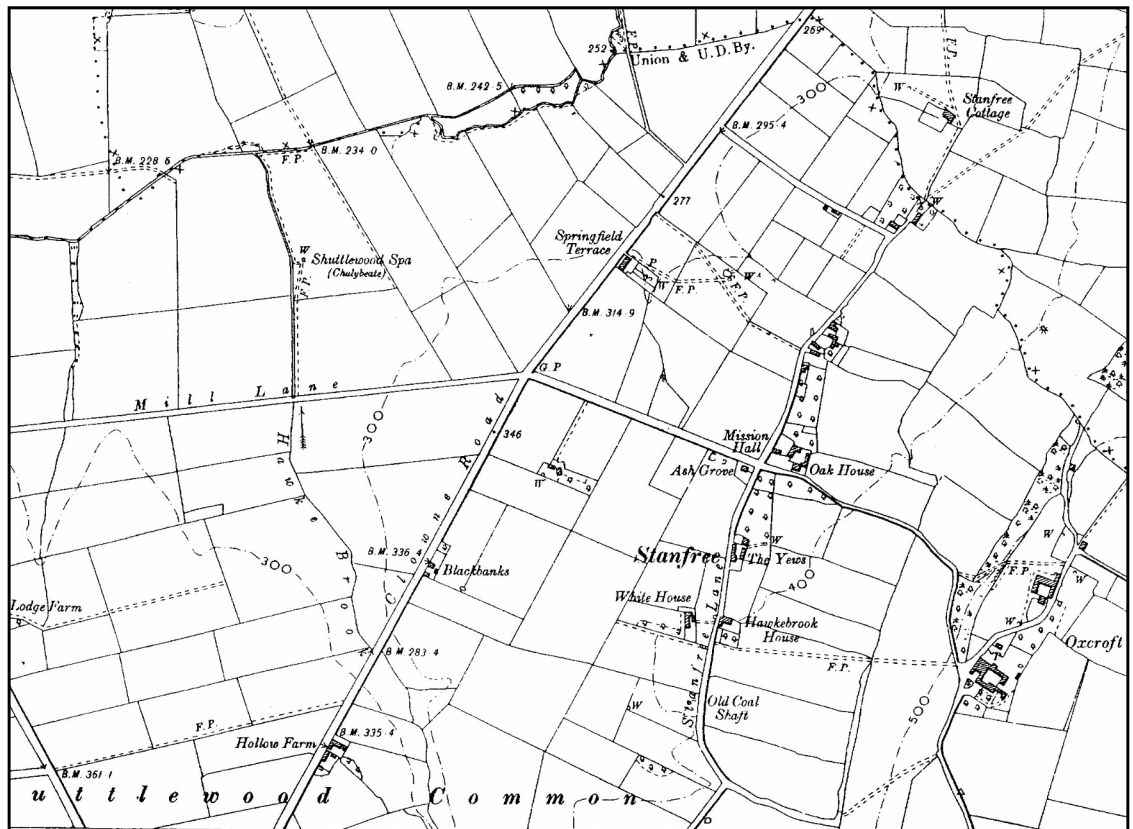 269
252
Union & U.D.By.
F.P.
300
W
Stanfree
Cottage
B.M. 242·5
B.M. 295·4
B.M. 234·0
F.P.
B.M. 228·5
277
W
W
Shuttlewood Spa
(Chalybeate)
F.P.
Springfield
Terrace
P
W
F.P.
W
F.P.
B.M. 314·9
G.P
Mill Lane
300
346
Clowne Road
Hawke Brook
Mission
Hall
Ash Grove
Oak House
W
B.M. 336·4
Blackbanks
Stanfree
W
The Yews
400
W
F.P.
W
300
Lodge Farm
White House
Hawkebrook
House
W
Oxcroft
B.M. 283·4
F.P.
Stanfree Lane
Old Coal
Shaft
W
500
F.P.
Hollow Farm
B.M. 335·4
B.M. 361·1
uttlewood Common